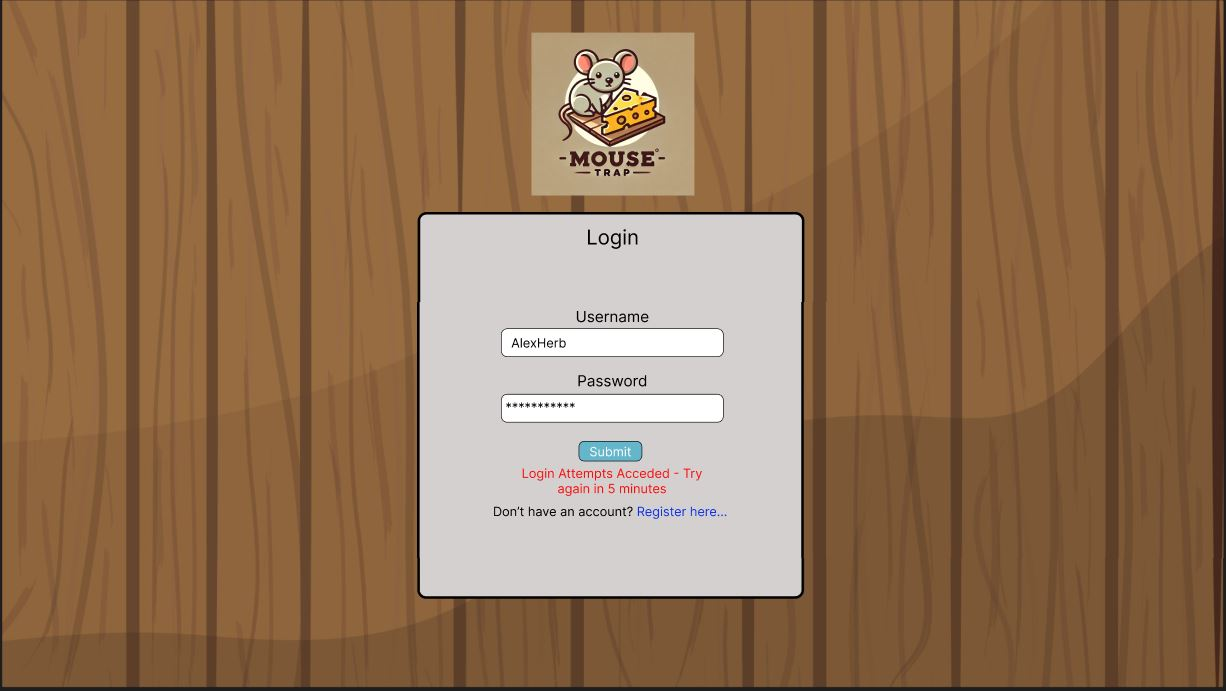 -MOUSE-
TRAP
Login
Username
AlexHerb
Password
***********
Submit
Login Attempts Acceded - Try
again in 5 minutes
Don't have an account? Register here...